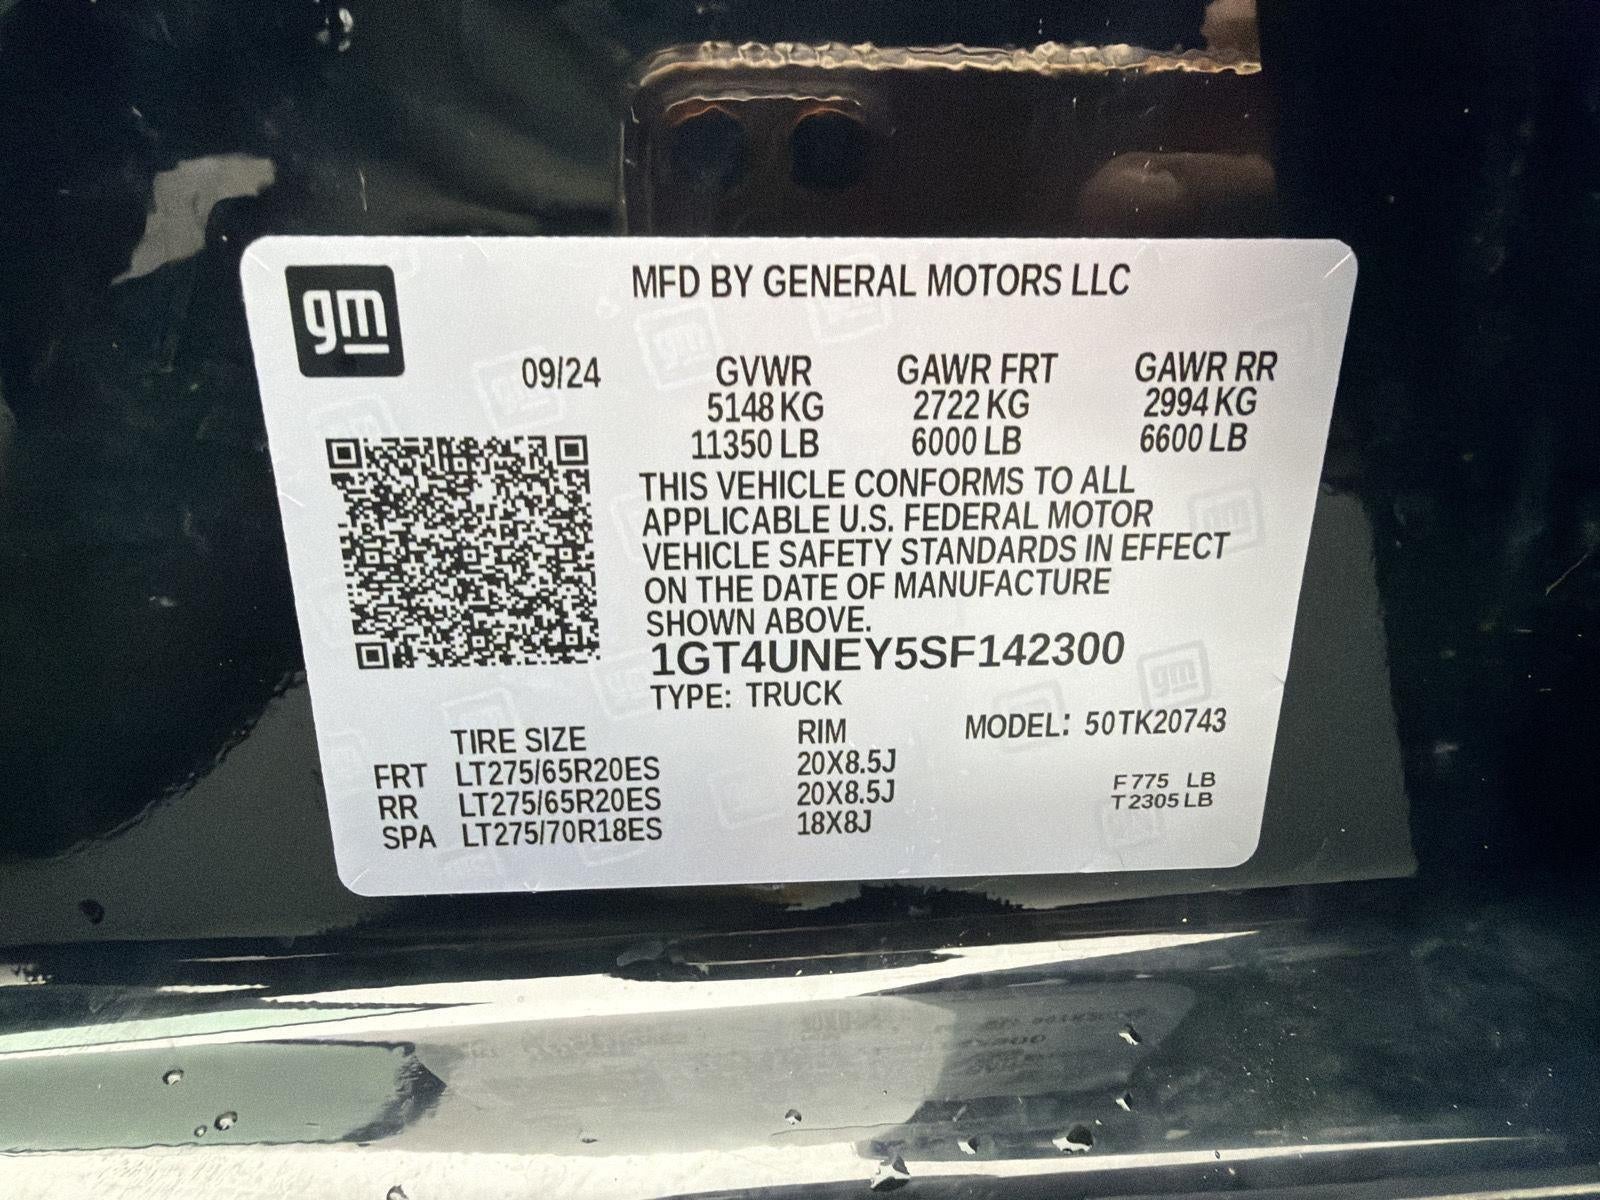 gm
MFD BY GENERAL MOTORS LLC
09/24 GVWR GAWR FRT GAWR RR
5148 KG 2722 KG 2994 KG
11350 LB 6000 LB 6600 LB
THIS VEHICLE CONFORMS TO ALL
APPLICABLE U.S. FEDERAL MOTOR
VEHICLE SAFETY STANDARDS IN EFFECT
ON THE DATE OF MANUFACTURE
SHOWN ABOVE.
1GT4UNEY5SF142300
TYPE: TRUCK
TIRE SIZE RIM MODEL: 50TK20743
FRT LT275/65R20ES 20X8.5J
RR LT275/65R20ES 20X8.5J
SPA LT275/70R18ES 18X8J
F 775 LB
T 2305 LB